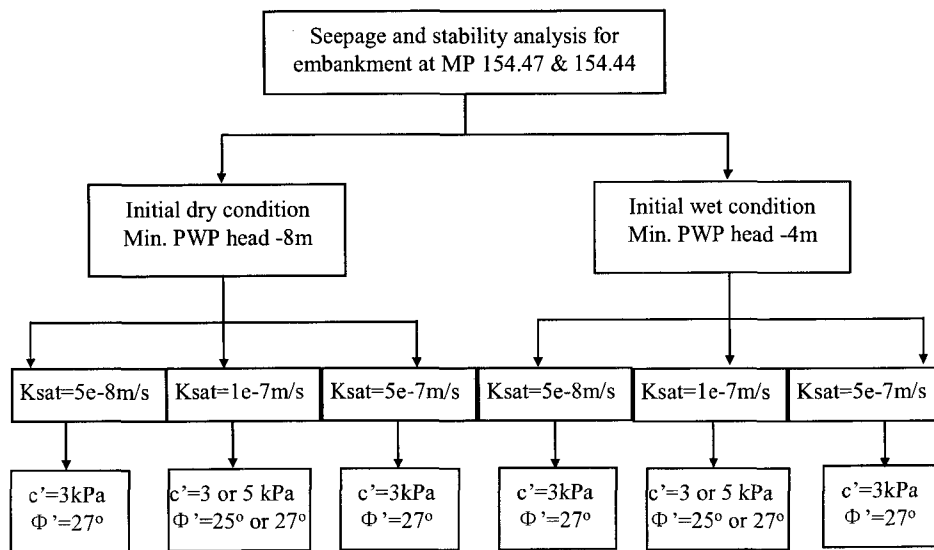 Seepage and stability analysis for
embankment at MP 154.47 & 154.44
Initial dry condition
Min. PWP head -8m
Initial wet condition
Min. PWP head -4m
Ksat=5e-8m/s
Ksat=1e-7m/s
Ksat=5e-7m/s
Ksat=5e-8m/s
Ksat=1e-7m/s
Ksat=5e-7m/s
c’=3kPa
Φ’=27°
c’=3 or 5 kPa
Φ’=25° or 27°
c’=3kPa
Φ’=27°
c’=3kPa
Φ’=27°
c’=3 or 5 kPa
Φ’=25° or 27°
c’=3kPa
Φ’=27°